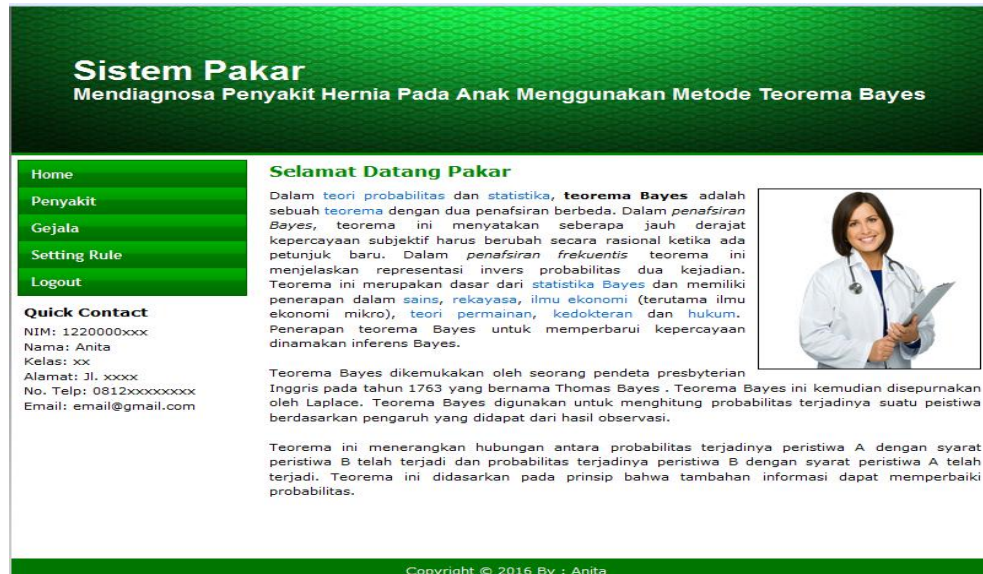 Sistem Pakar
Mendiagnosa Penyakit Hernia Pada Anak Menggunakan Metode Teorema Bayes
Home
Penyakit
Gejala
Setting Rule
Logout
Quick Contact
NIM: 1220000xxx
Nama: Anita
Kelas: xx
Alamat: Jl. xxxx
No. Telp: 0812xxxxxxxx
Email: email@gmail.com
Selamat Datang Pakar
Dalam teori probabilitas dan statistika, teorema Bayes adalah
sebuah teorema dengan dua penafsiran berbeda. Dalam penafsiran
Bayes, teorema ini menyatakan seberapa jauh derajat
kepercayaan subjektif harus berubah secara rasional ketika ada
petunjuk baru. Dalam penafsiran frekuentis teorema ini
menjelaskan representasi invers probabilitas dua kejadian.
Teorema ini merupakan dasar dari statistika Bayes dan memiliki
penerapan dalam sains, rekayasa, ilmu ekonomi (terutama ilmu
ekonomi mikro), teori permainan, kedokteran dan hukum.
Penerapan teorema Bayes untuk memperbarui kepercayaan
dinamakan inferens Bayes.
Teorema Bayes dikemukakan oleh seorang pendeta presbyterian
Inggris pada tahun 1763 yang bernama Thomas Bayes . Teorema Bayes ini kemudian disepurnakan
oleh Laplace. Teorema Bayes digunakan untuk menghitung probabilitas terjadinya suatu peistiwa
berdasarkan pengaruh yang didapat dari hasil observasi.
Teorema ini menerangkan hubungan antara probabilitas terjadinya peristiwa A dengan syarat
peristiwa B telah terjadi dan probabilitas terjadinya peristiwa B dengan syarat peristiwa A telah
terjadi. Teorema ini didasarkan pada prinsip bahwa tambahan informasi dapat memperbaiki
probabilitas.
Copyright © 2016 By : Anita